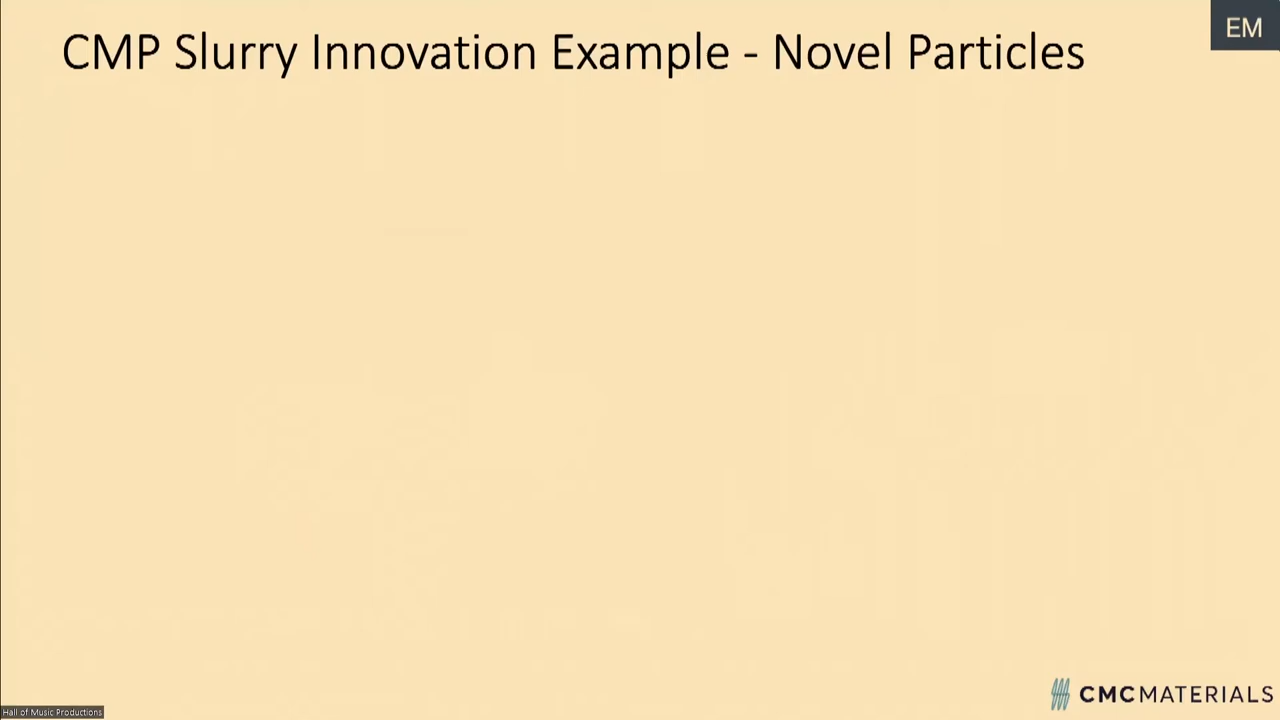 CMP Slurry Innovation Example - Novel Particles
EM
CMCMATERIALS
Hall of Music Productions